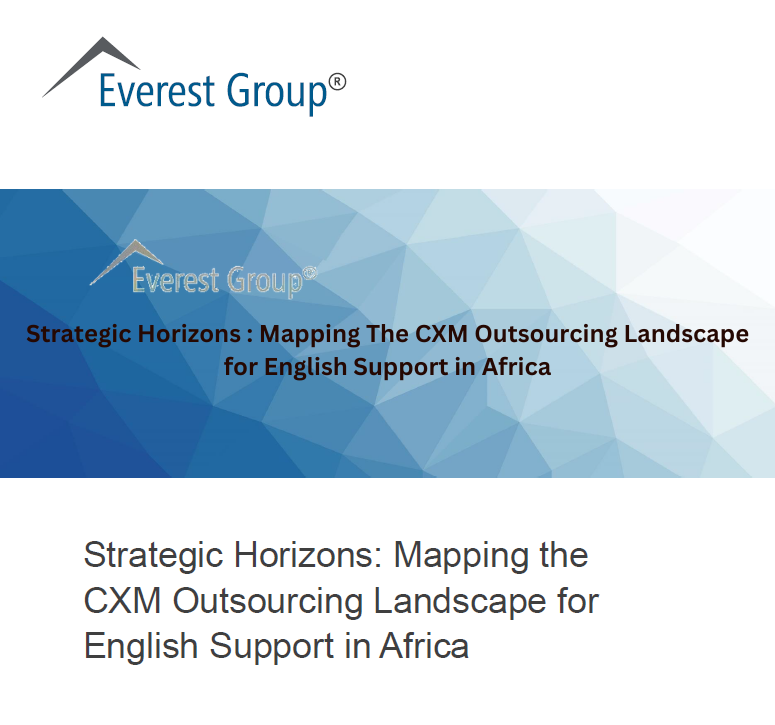 Everest Group®
Everest Group®
Strategic Horizons : Mapping The CXM Outsourcing Landscape
for English Support in Africa
Strategic Horizons: Mapping the
CXM Outsourcing Landscape for
English Support in Africa